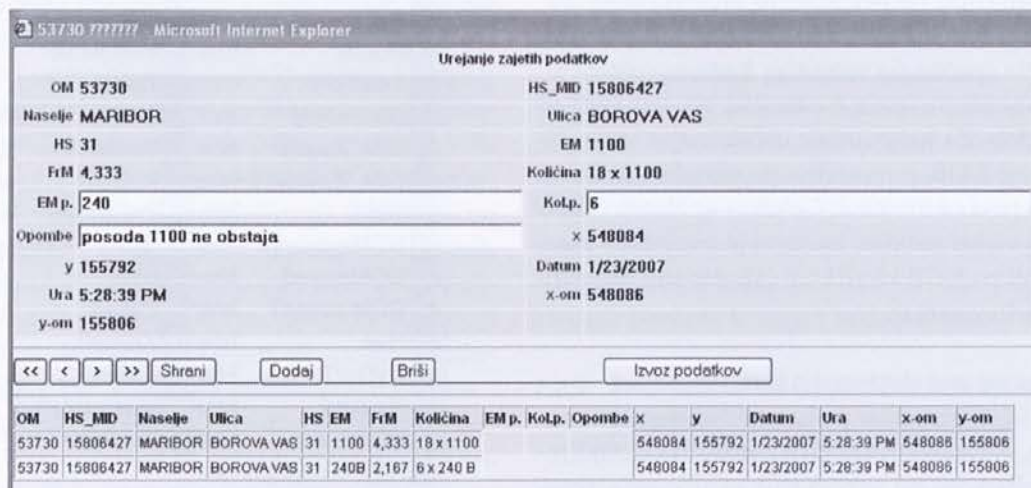 53730 ??????? - Microsoft Internet Explorer
Urejanje zajetih podatkov
OM 53730 HS_MID 15806427
Naselje MARIBOR Ulica BOROVA VAS
HS 31 EM 1100
FrM 4,333 Količina 18 x 1100
EM p. 240 Kol.p. 6
Opombe posoda 1100 ne obstaja x 548084
y 155792 Datum 1/23/2007
Ura 5:28:39 PM x-om 548086
y-om 155806
<< < > >> Shrani Dodaj Briši Izvoz podatkov
OM HS_MID Naselje Ulica HS EM FrM Količina EM p. Kol.p. Opombe x y Datum Ura x-om y-om
53730 15806427 MARIBOR BOROVA VAS 31 1100 4,333 18 x 1100 548084 155792 1/23/2007 5:28:39 PM 548086 155806
53730 15806427 MARIBOR BOROVA VAS 31 240B 2,167 6 x 240 B 548084 155792 1/23/2007 5:28:39 PM 548086 155806